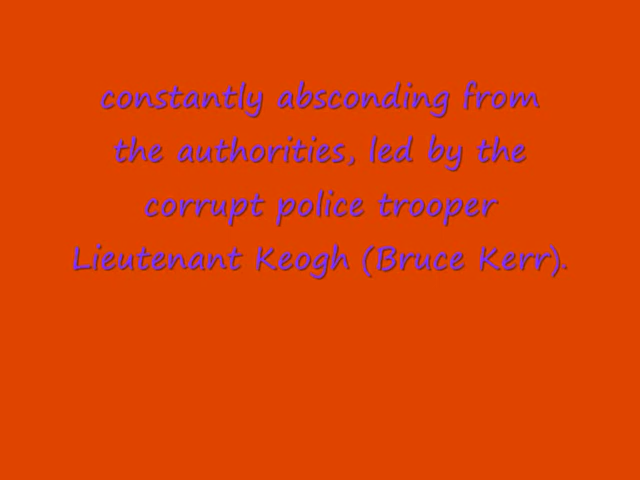 constantly absconding from
the authorities, led by the
corrupt police trooper
Lieutenant Keogh (Bruce Kerr).